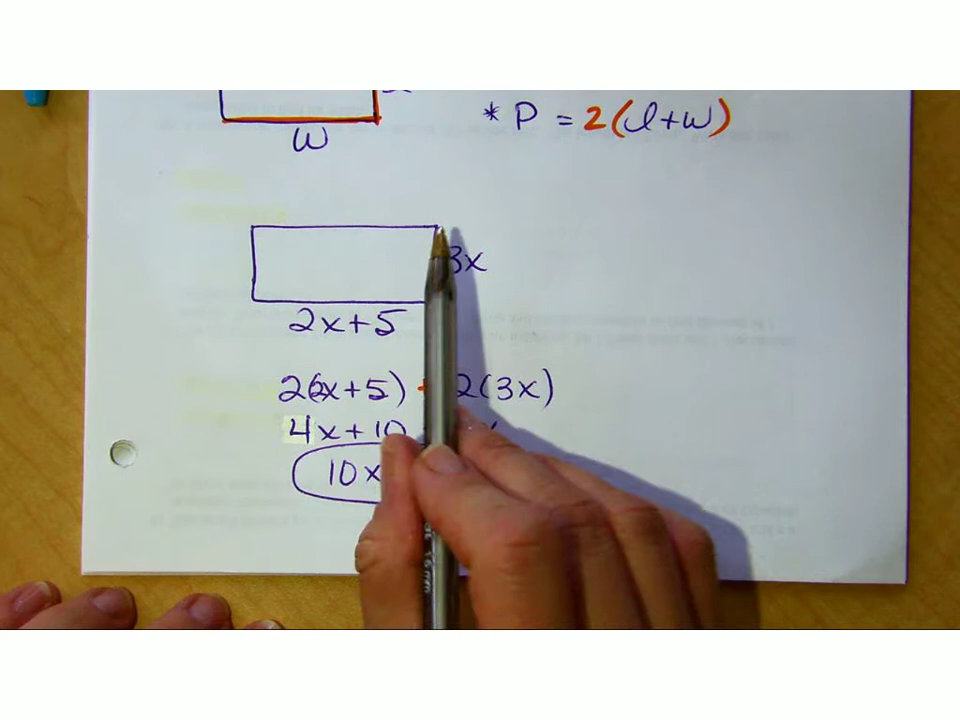 W
* P = 2(l+w)
3x
2x+5
2(2x+5) + 2(3x)
4x+10
10x